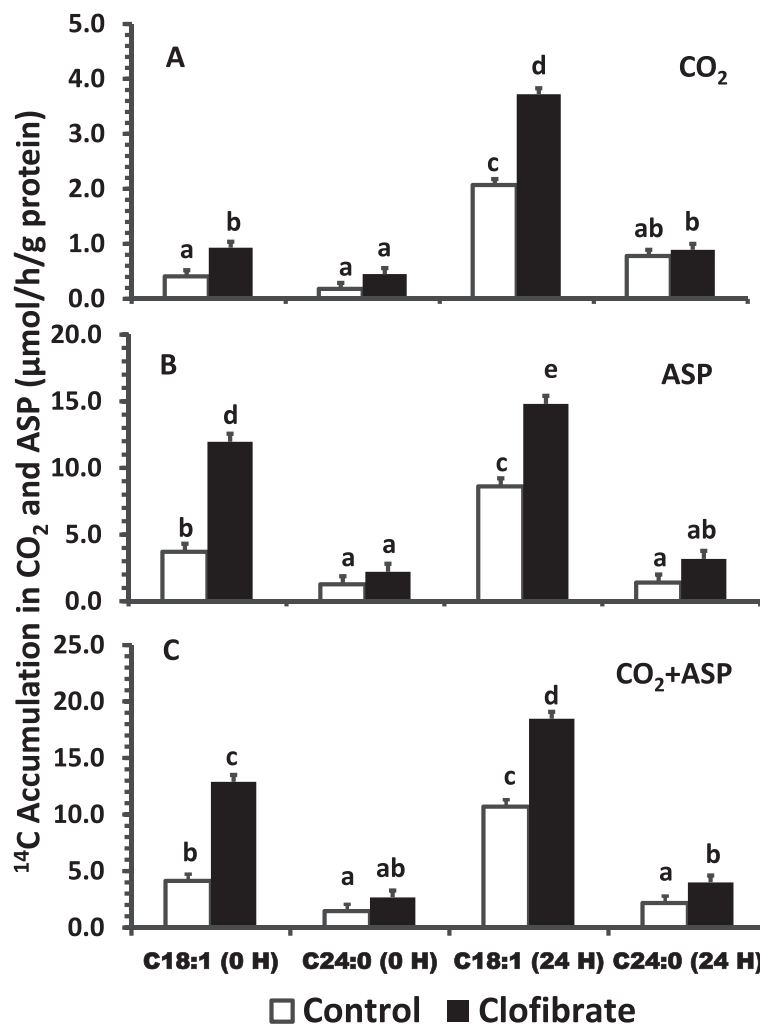 ¹⁴C Accumulation in CO₂ and ASP (µmol/h/g protein)
A
CO₂
5.0
4.0
3.0
2.0
1.0
0.0
a
b
a
a
c
d
ab
b
B
ASP
20.0
15.0
10.0
5.0
0.0
b
d
a
a
c
e
a
ab
C
CO₂+ASP
25.0
20.0
15.0
10.0
5.0
0.0
b
c
a
ab
c
d
a
b
C18:1 (0 H) C24:0 (0 H) C18:1 (24 H) C24:0 (24 H)
Control Clofibrate